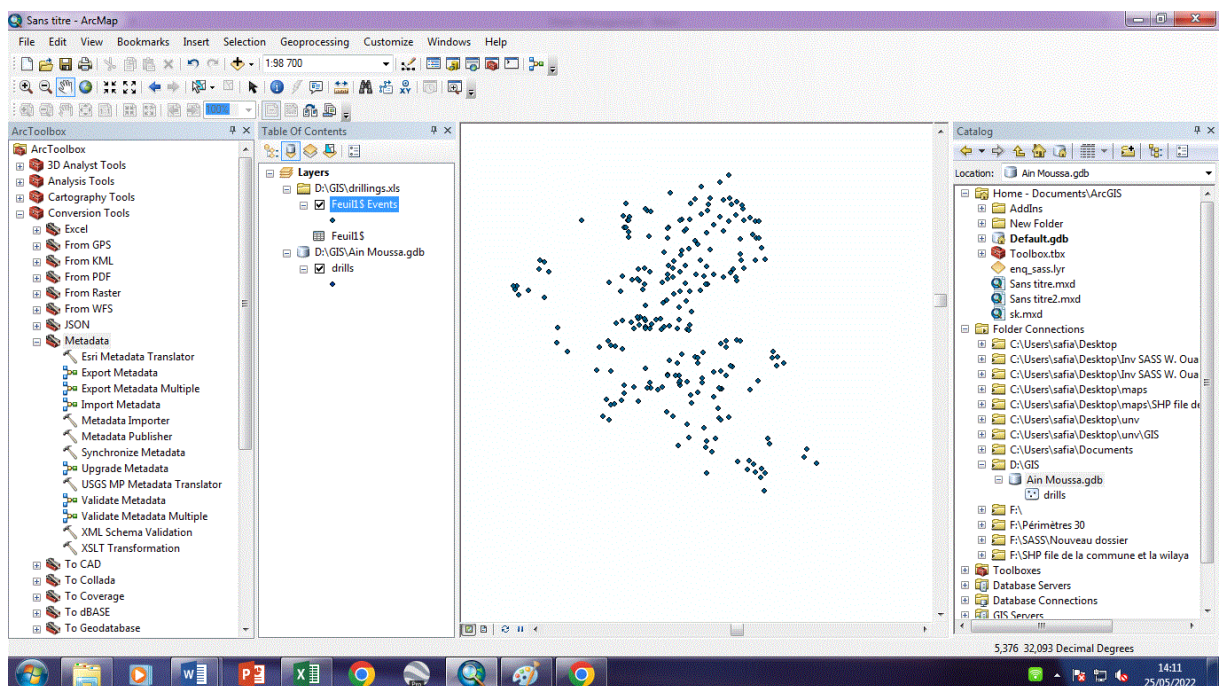 Sans titre - ArcMap
File Edit View Bookmarks Insert Selection Geoprocessing Customize Windows Help
1:98 700
100%
ArcToolbox
ArcToolbox
3D Analyst Tools
Analysis Tools
Cartography Tools
Conversion Tools
Excel
From GPS
From KML
From PDF
From Raster
From WFS
JSON
Metadata
Esri Metadata Translator
Export Metadata
Export Metadata Multiple
Import Metadata
Metadata Importer
Metadata Publisher
Synchronize Metadata
Upgrade Metadata
USGS MP Metadata Translator
Validate Metadata
Validate Metadata Multiple
XML Schema Validation
XSLT Transformation
To CAD
To Collada
To Coverage
To dBASE
To Geodatabase
Table Of Contents
Layers
D:\GIS\drillings.xls
Feuil1$ Events
Feuil1$
D:\GIS\Ain Moussa.gdb
drills
Catalog
Location: Ain Moussa.gdb
Home - Documents\ArcGIS
AddIns
New Folder
Default.gdb
Toolbox.tbx
enq_sass.lyr
Sans titre.mxd
Sans titre2.mxd
sk.mxd
Folder Connections
C:\Users\safia\Desktop
C:\Users\safia\Desktop\Inv SASS W. Oua
C:\Users\safia\Desktop\Inv SASS W. Oua
C:\Users\safia\Desktop\maps
C:\Users\safia\Desktop\maps\SHP file de
C:\Users\safia\Desktop\unv
C:\Users\safia\Desktop\unv\GIS
C:\Users\safia\Documents
D:\GIS
Ain Moussa.gdb
drills
F:\
F:\Périmètres 30
F:\SASS\Nouveau dossier
F:\SHP file de la commune et la wilaya
Toolboxes
Database Servers
Database Connections
GIS Servers
5,376 32,093 Decimal Degrees
14:11
25/05/2022